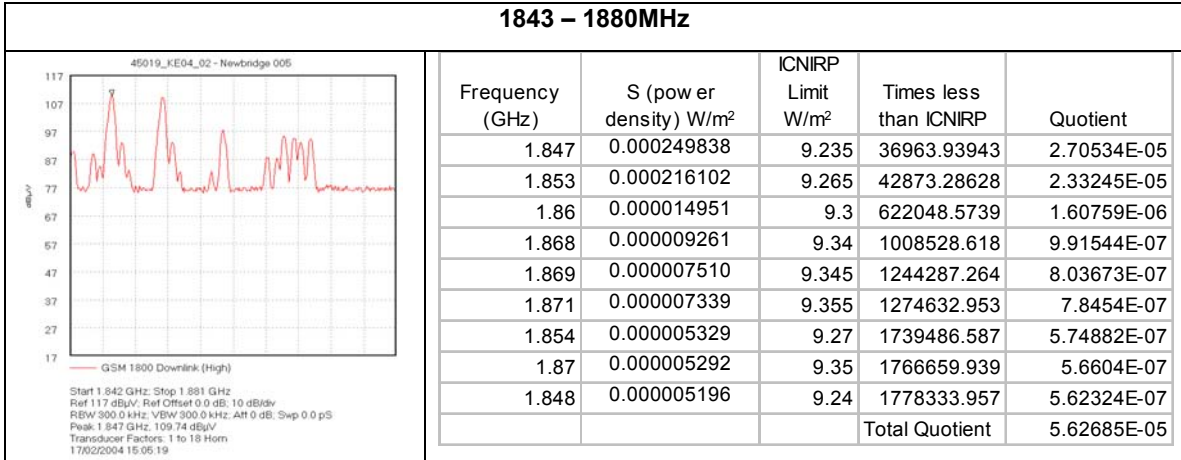 1843 – 1880MHz
45019_KE04_02 - Newbridge 005
117
107
97
87
77
67
57
47
37
27
17
dBµV
GSM 1800 Downlink (High)
Start 1.842 GHz; Stop 1.881 GHz
Ref 117 dBµV; Ref Offset 0.0 dB; 10 dB/div
RBW 300.0 kHz; VBW 300.0 kHz; Att 0 dB; Swp 0.0 pS
Peak 1.847 GHz, 109.74 dBµV
Transducer Factors: 1 to 18 Horn
17/02/2004 15:05:19
Frequency (GHz) S (pow er density) W/m² ICNIRP Limit W/m² Times less than ICNIRP Quotient
1.847 0.000249838 9.235 36963.93943 2.70534E-05
1.853 0.000216102 9.265 42873.28628 2.33245E-05
1.86 0.000014951 9.3 622048.5739 1.60759E-06
1.868 0.000009261 9.34 1008528.618 9.91544E-07
1.869 0.000007510 9.345 1244287.264 8.03673E-07
1.871 0.000007339 9.355 1274632.953 7.8454E-07
1.854 0.000005329 9.27 1739486.587 5.74882E-07
1.87 0.000005292 9.35 1766659.939 5.6604E-07
1.848 0.000005196 9.24 1778333.957 5.62324E-07
Total Quotient 5.62685E-05